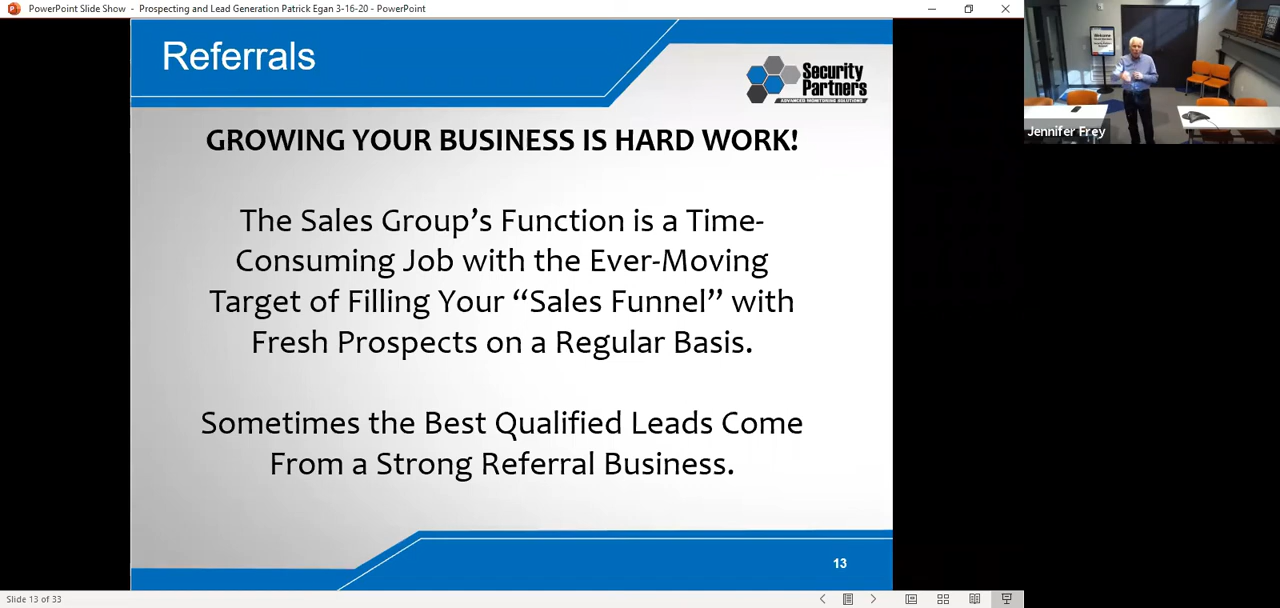 PowerPoint Slide Show - Prospecting and Lead Generation Patrick Egan 3-16-20 - PowerPoint
Referrals
Security
Partners
ADVANCED MONITORING SOLUTIONS
GROWING YOUR BUSINESS IS HARD WORK!
The Sales Group’s Function is a Time-
Consuming Job with the Ever-Moving
Target of Filling Your “Sales Funnel” with
Fresh Prospects on a Regular Basis.
Sometimes the Best Qualified Leads Come
From a Strong Referral Business.
13
Slide 13 of 33
Welcome
Jennifer Frey